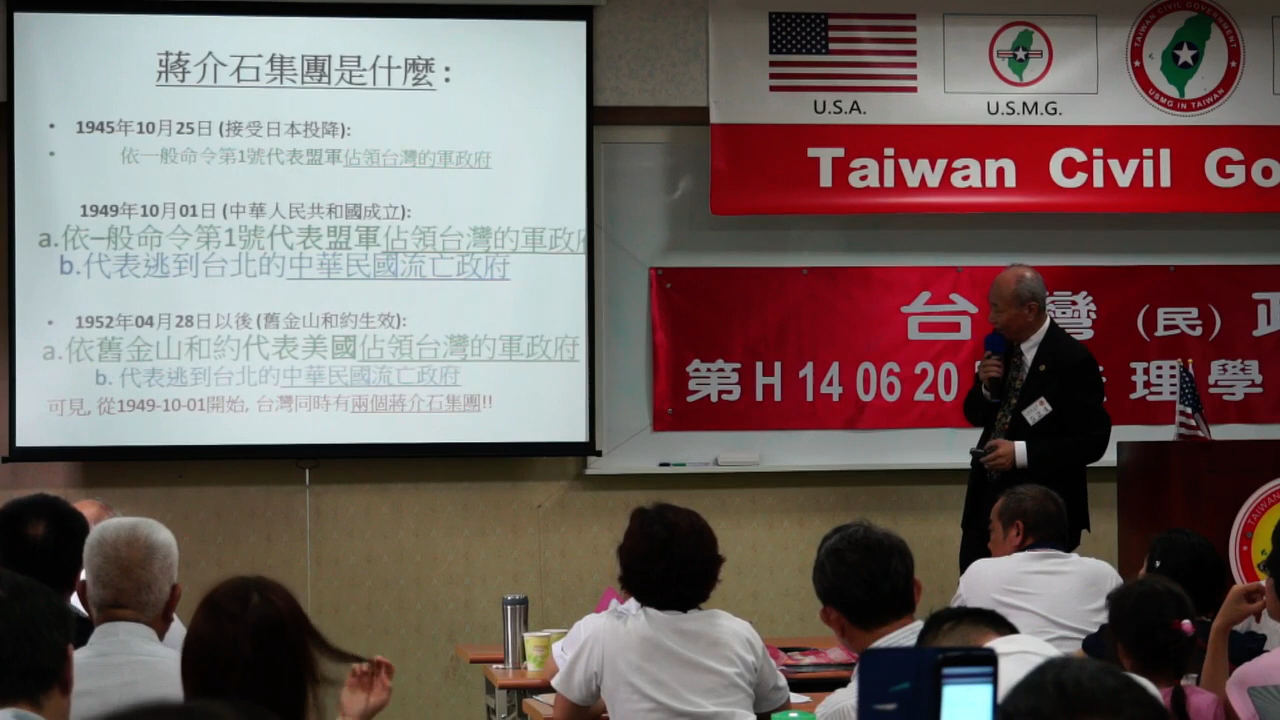 蔣介石集團是什麼:
• 1945年10月25日 (接受日本投降):
• 依一般命令第1號代表盟軍佔領台灣的軍政府
1949年10月01日 (中華人民共和國成立):
a.依一般命令第1號代表盟軍佔領台灣的軍政府
b.代表逃到台北的中華民國流亡政府
• 1952年04月28日以後 (舊金山和約生效):
a.依舊金山和約代表美國佔領台灣的軍政府
b. 代表逃到台北的中華民國流亡政府
可見, 從1949-10-01開始, 台灣同時有兩個蔣介石集團!!
U.S.A.
U.S.M.G.
TAIWAN CIVIL GOVERNMENT
USMG IN TAIWAN
Taiwan Civil Go
台灣 (民) 政
第 H 14 06 20 理 學
TAIWAN